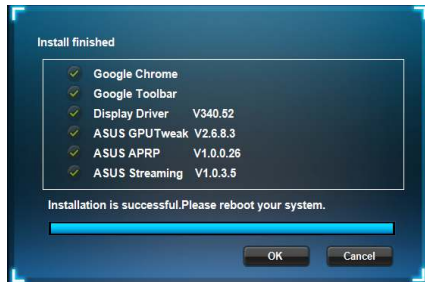 Install finished
Google Chrome
Google Toolbar
Display Driver V340.52
ASUS GPUTweak V2.6.8.3
ASUS APRP V1.0.0.26
ASUS Streaming V1.0.3.5
Installation is successful.Please reboot your system.
OK Cancel